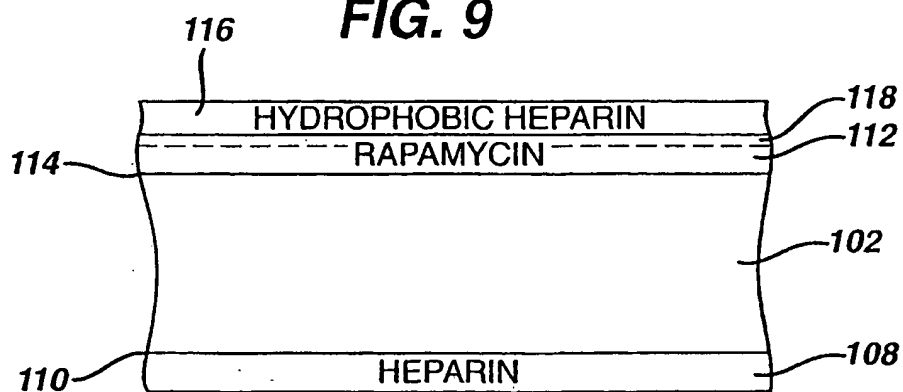 FIG. 9
116
HYDROPHOBIC HEPARIN
118
RAPAMYCIN
112
114
102
110
HEPARIN
108